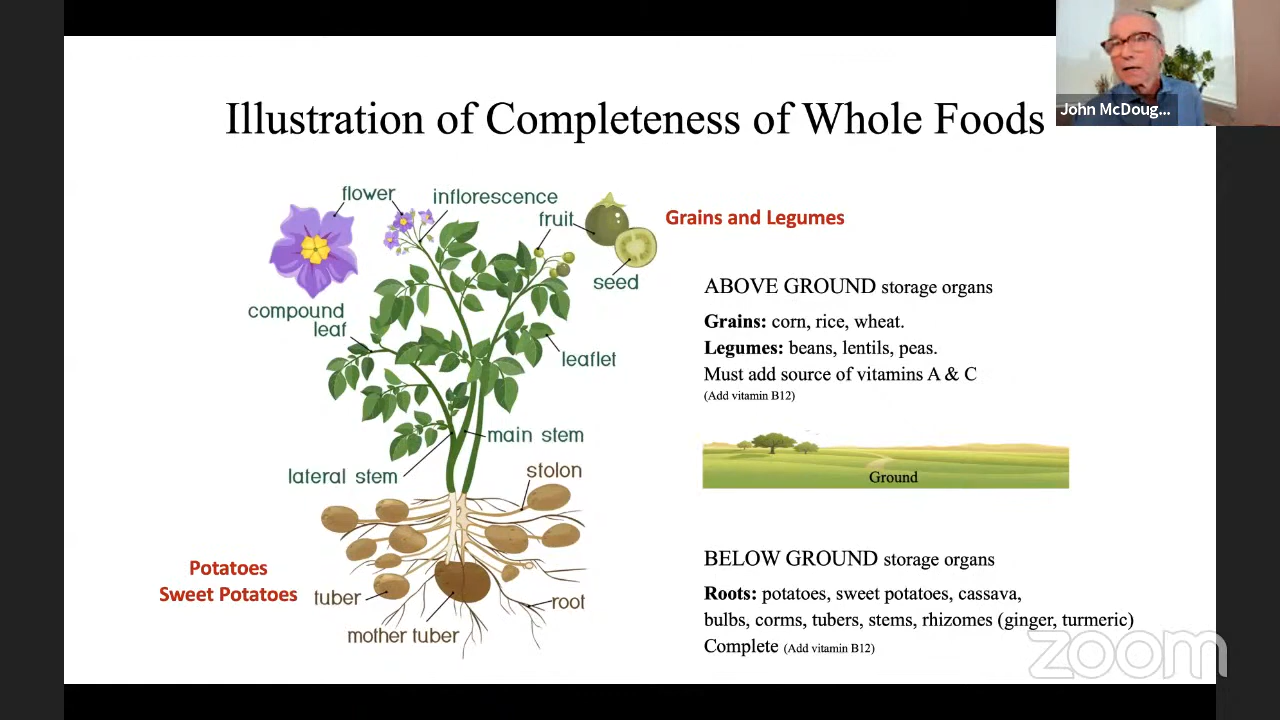 John McDoug...
Illustration of Completeness of Whole Foods
flower
inflorescence
fruit
seed
Grains and Legumes
compound
leaf
leaflet
main stem
lateral stem
stolon
Potatoes
Sweet Potatoes
tuber
root
mother tuber
ABOVE GROUND storage organs
Grains: corn, rice, wheat.
Legumes: beans, lentils, peas.
Must add source of vitamins A & C
(Add vitamin B12)
Ground
BELOW GROUND storage organs
Roots: potatoes, sweet potatoes, cassava,
bulbs, corms, tubers, stems, rhizomes (ginger, turmeric)
Complete (Add vitamin B12)
zoom